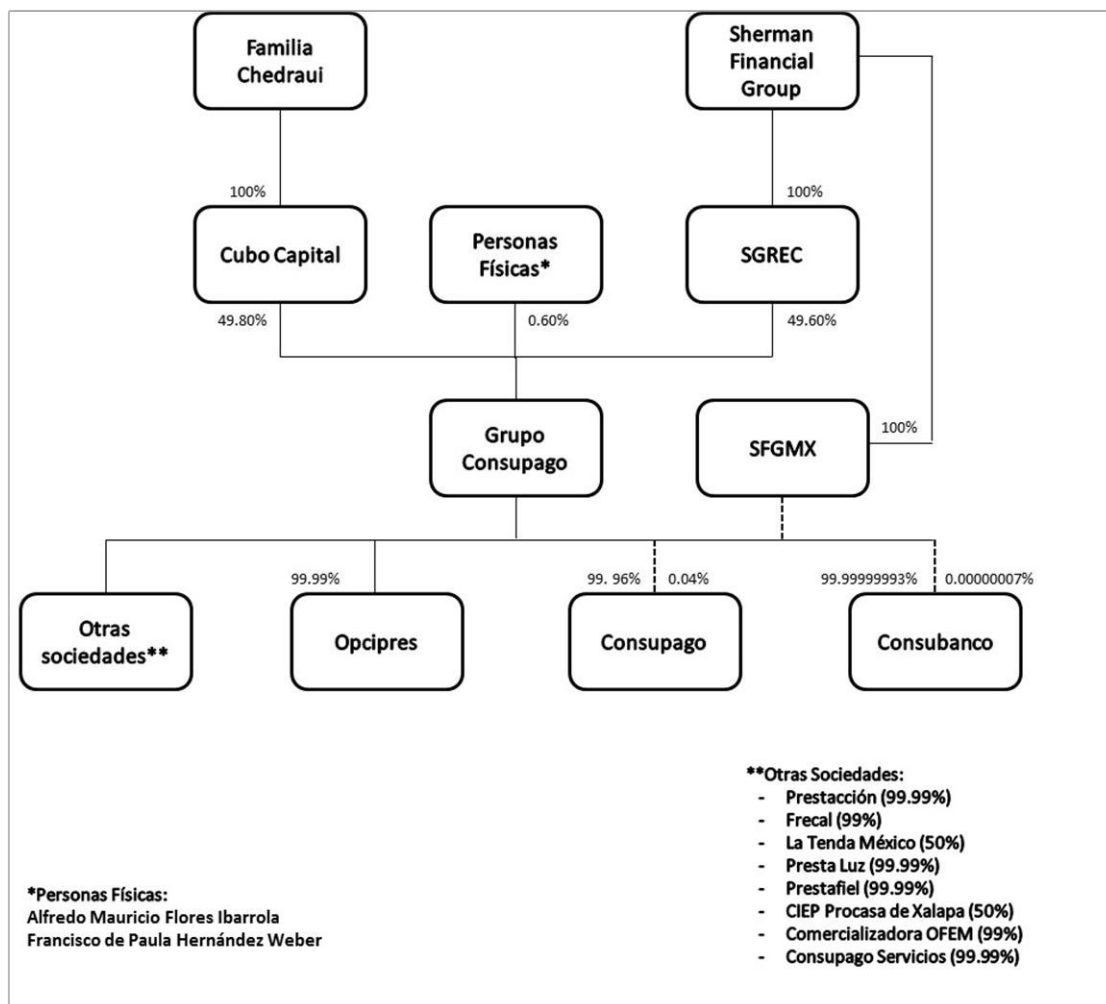 Familia
Chedraui
Sherman
Financial
Group
100%
100%
Cubo Capital
Personas
Físicas*
SGREC
49.80%
0.60%
49.60%
Grupo
Consupago
SFGMX
100%
99.99%
99. 96%
0.04%
99.99999993%
0.00000007%
Otras
sociedades**
Opcipres
Consupago
Consubanco
**Otras Sociedades:
- Prestacción (99.99%)
- Frecal (99%)
- La Tenda México (50%)
- Presta Luz (99.99%)
- Prestafiel (99.99%)
- CIEP Procasa de Xalapa (50%)
- Comercializadora OFEM (99%)
- Consupago Servicios (99.99%)
*Personas Físicas:
Alfredo Mauricio Flores Ibarrola
Francisco de Paula Hernández Weber